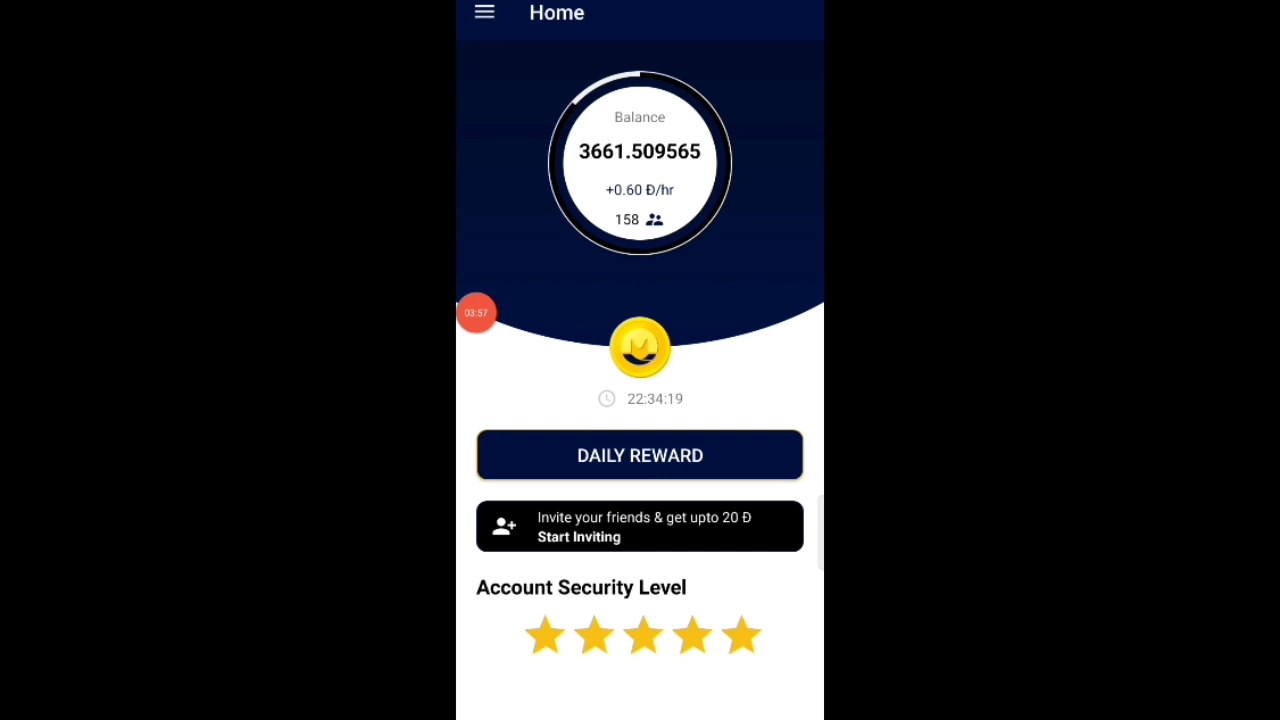 Home
Balance
3661.509565
+0.60 Đ/hr
158
03:57
22:34:19
DAILY REWARD
Invite your friends & get upto 20 Đ
Start Inviting
Account Security Level